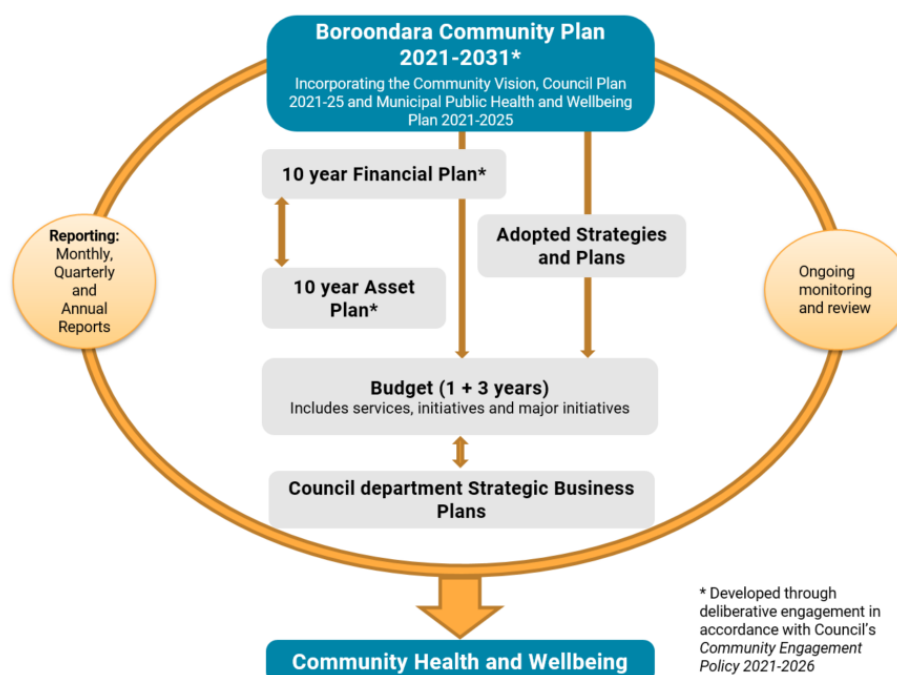 Boroondara Community Plan
2021-2031*
Incorporating the Community Vision, Council Plan
2021-25 and Municipal Public Health and Wellbeing
Plan 2021-2025
10 year Financial Plan*
Adopted Strategies
and Plans
Reporting:
Monthly,
Quarterly
and
Annual
Reports
10 year Asset
Plan*
Ongoing
monitoring
and review
Budget (1 + 3 years)
Includes services, initiatives and major initiatives
Council department Strategic Business
Plans
* Developed through
deliberative engagement in
accordance with Council's
Community Engagement
Policy 2021-2026
Community Health and Wellbeing